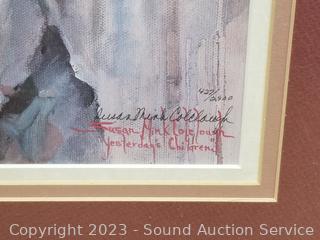 427/2500
Susan Mink Colclough
Susan Mink Colclough
Yesterday's Children ©
Copyright 2023 - Sound Auction Service